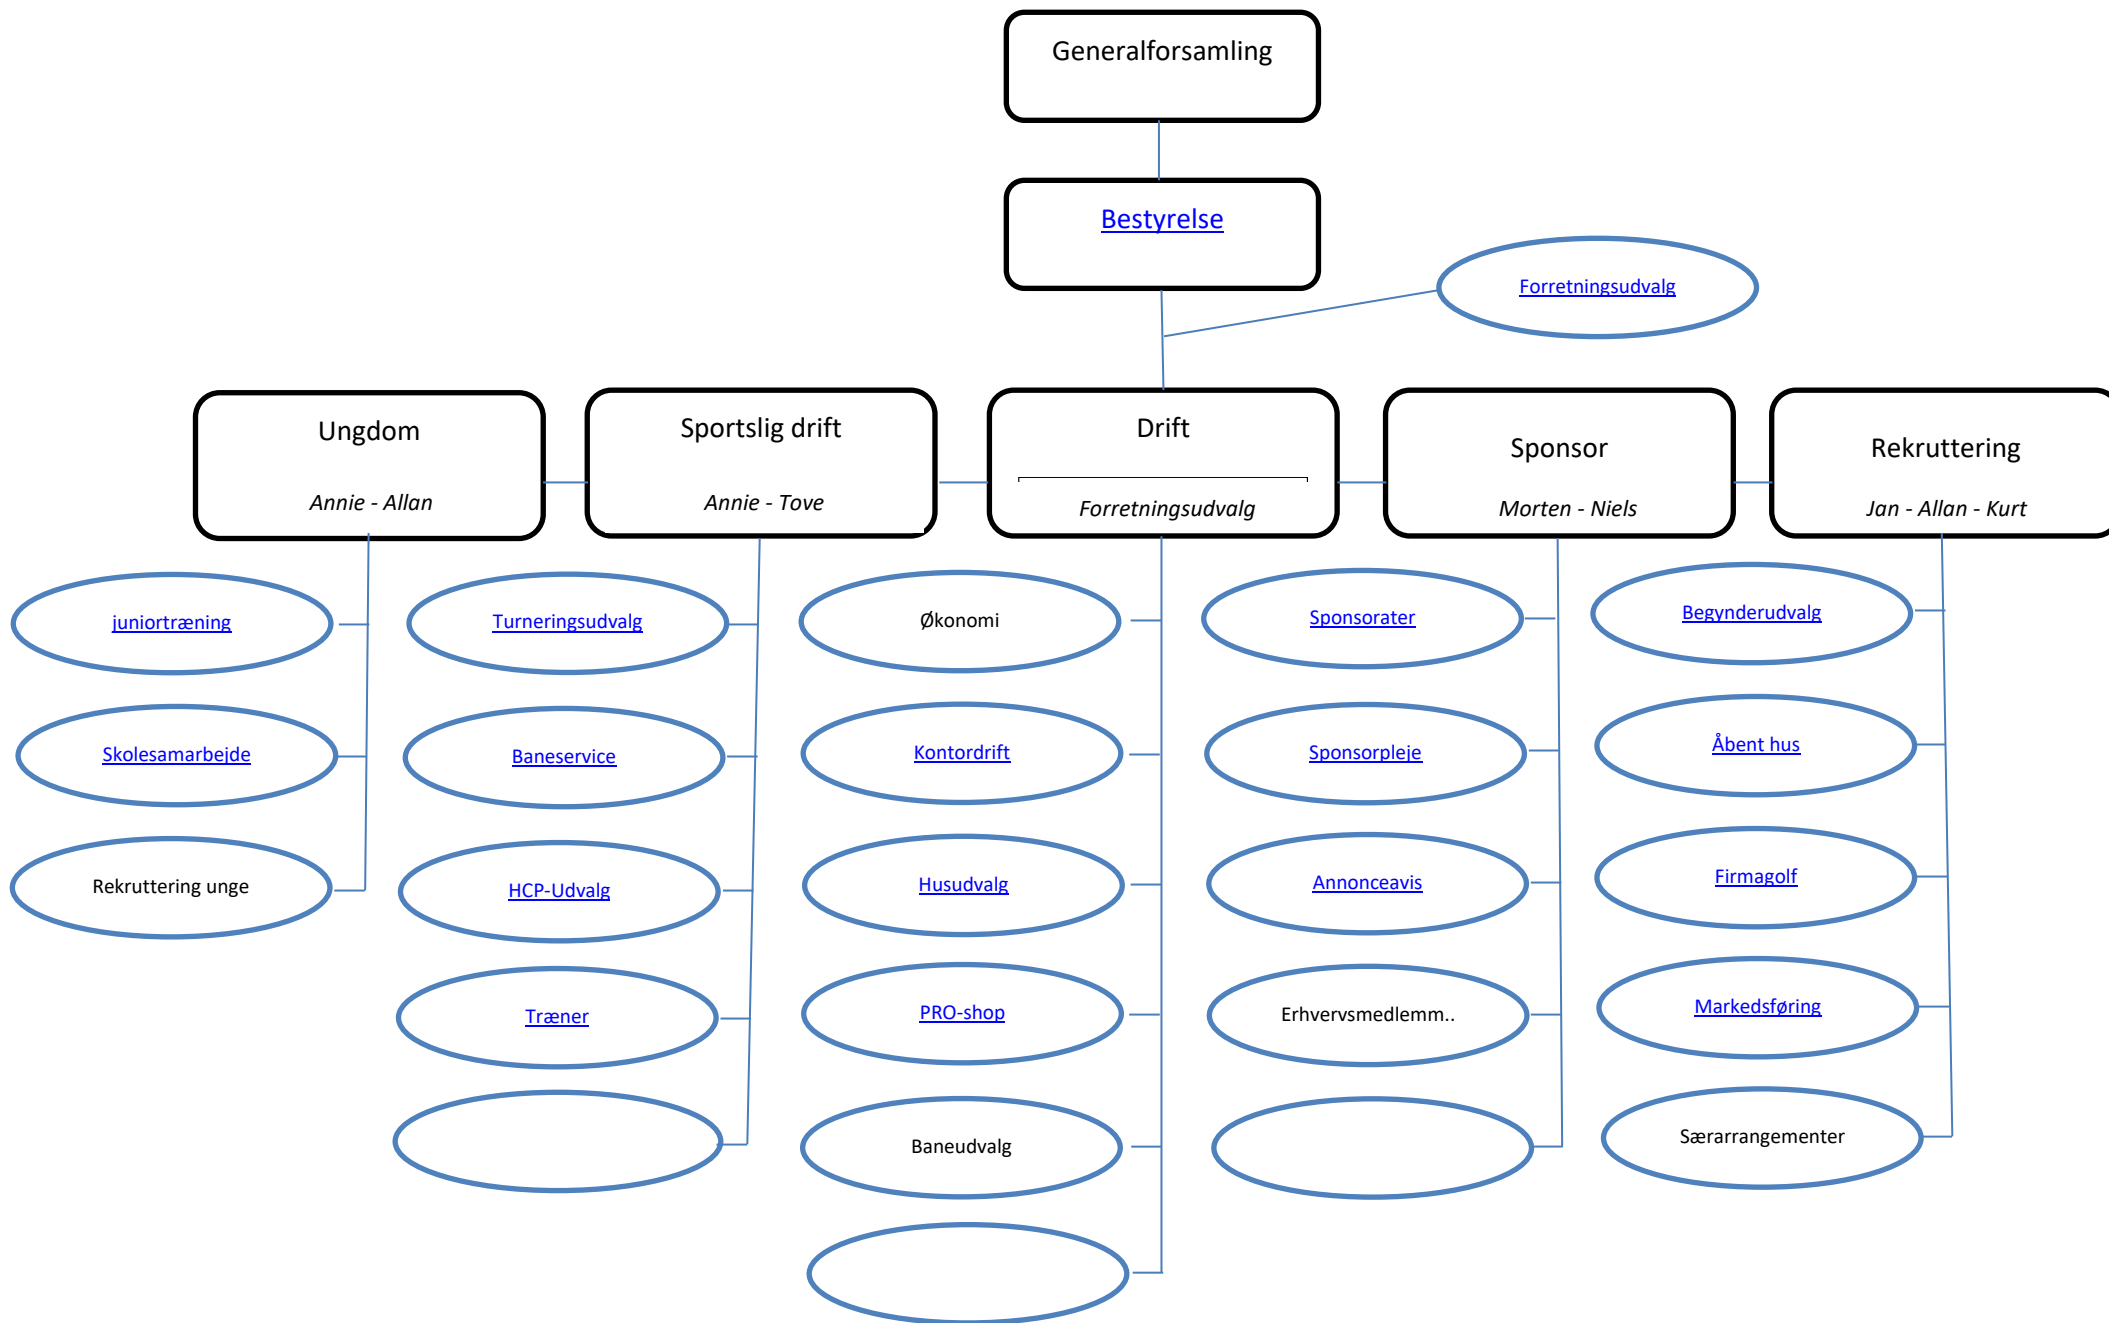 Generalforsamling
Bestyrelse
Forretningsudvalg
Ungdom
Annie - Allan
Sportslig drift
Annie - Tove
Drift
Forretningsudvalg
Sponsor
Morten - Niels
Rekruttering
Jan - Allan - Kurt
juniortræning
Skolesamarbejde
Rekruttering unge
Turneringsudvalg
Baneservice
HCP-Udvalg
Træner
Økonomi
Kontordrift
Husudvalg
PRO-shop
Baneudvalg
Sponsorater
Sponsorpleje
Annonceavis
Erhvervsmedlemm..
Begynderudvalg
Åbent hus
Firmagolf
Markedsføring
Særarrangementer